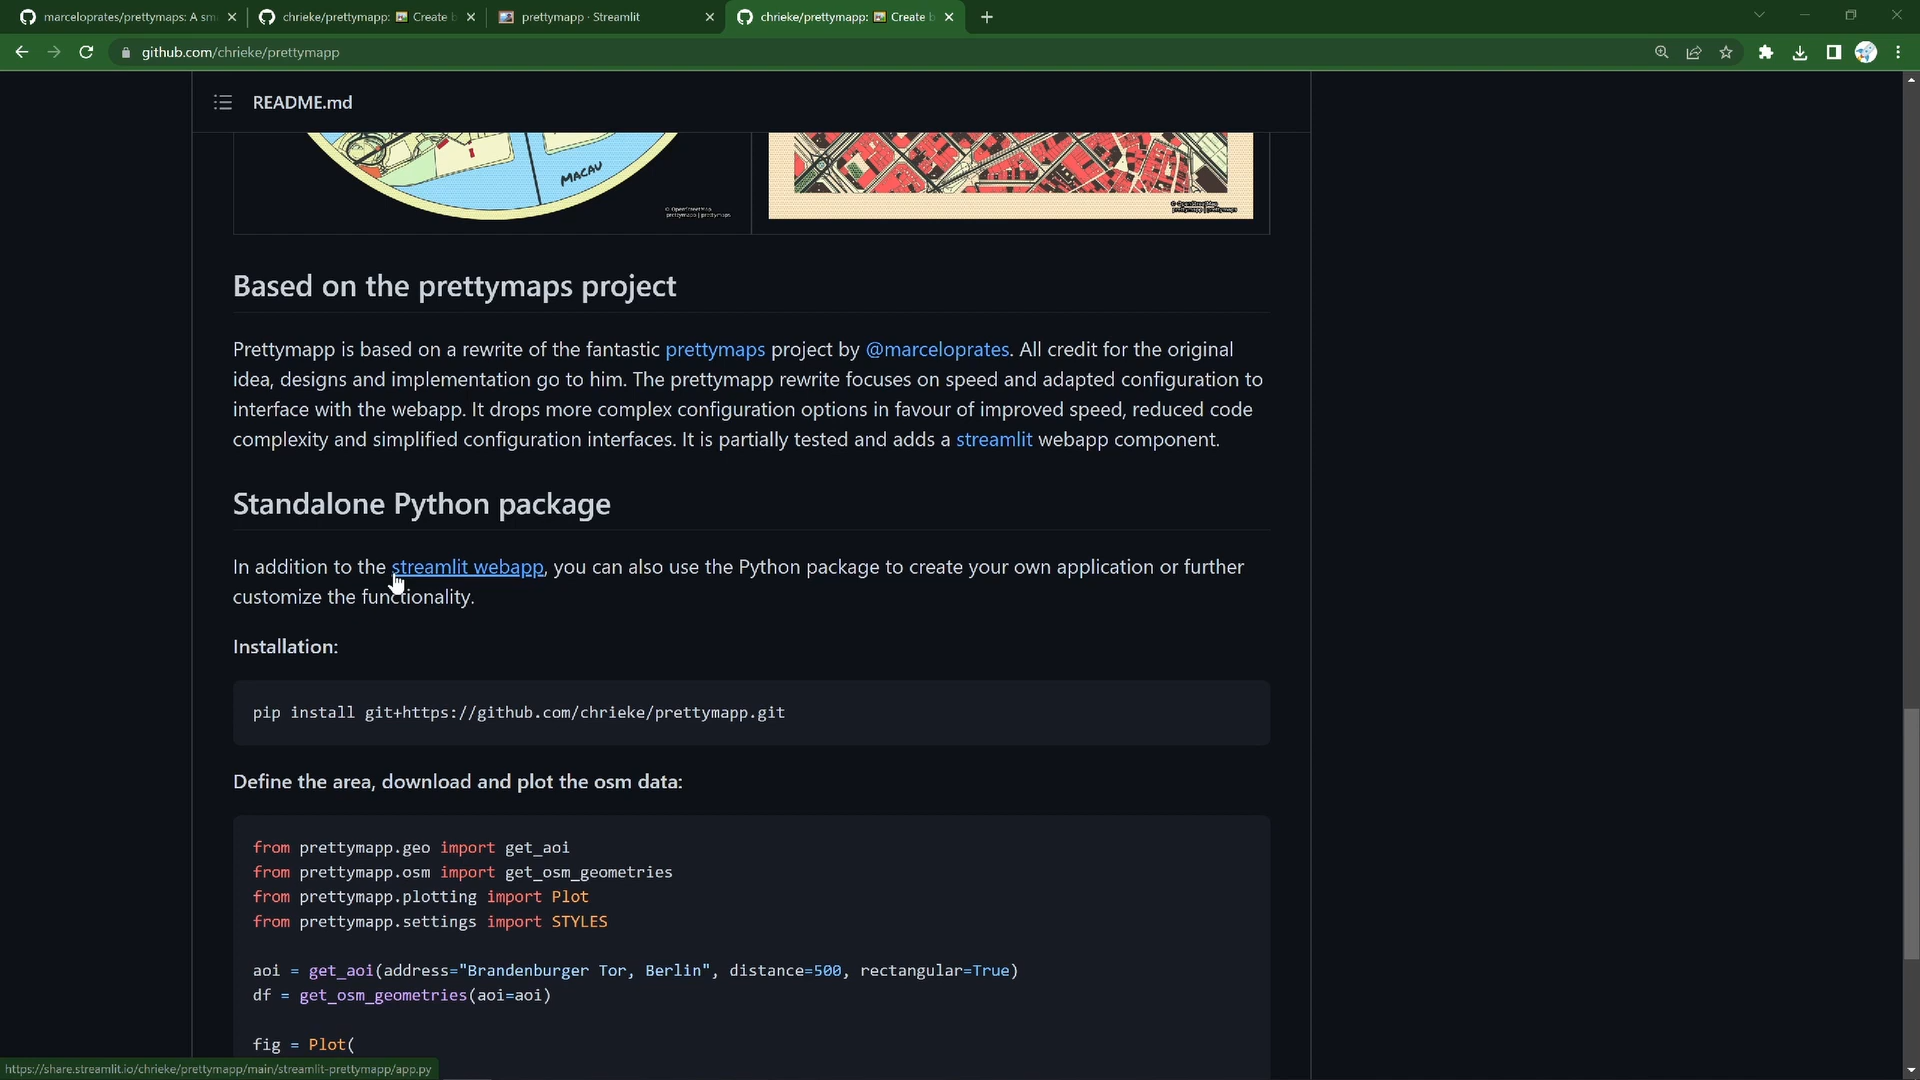 marceloprates/prettymaps: A sm
chrieke/prettymapp: 🖼️ Create b
prettymapp · Streamlit
chrieke/prettymapp: 🖼️ Create b
github.com/chrieke/prettymapp
README.md
MACAU
© OpenStreetMap
prettymapp | prettymaps
© OpenStreetMap
prettymapp | prettymaps
Based on the prettymaps project
Prettymapp is based on a rewrite of the fantastic prettymaps project by @marceloprates. All credit for the original
idea, designs and implementation go to him. The prettymapp rewrite focuses on speed and adapted configuration to
interface with the webapp. It drops more complex configuration options in favour of improved speed, reduced code
complexity and simplified configuration interfaces. It is partially tested and adds a streamlit webapp component.
Standalone Python package
In addition to the streamlit webapp, you can also use the Python package to create your own application or further
customize the functionality.
Installation:
pip install git+https://github.com/chrieke/prettymapp.git
Define the area, download and plot the osm data:
from prettymapp.geo import get_aoi
from prettymapp.osm import get_osm_geometries
from prettymapp.plotting import Plot
from prettymapp.settings import STYLES
aoi = get_aoi(address="Brandenburger Tor, Berlin", distance=500, rectangular=True)
df = get_osm_geometries(aoi=aoi)
fig = Plot(
https://share.streamlit.io/chrieke/prettymapp/main/streamlit-prettymapp/app.py